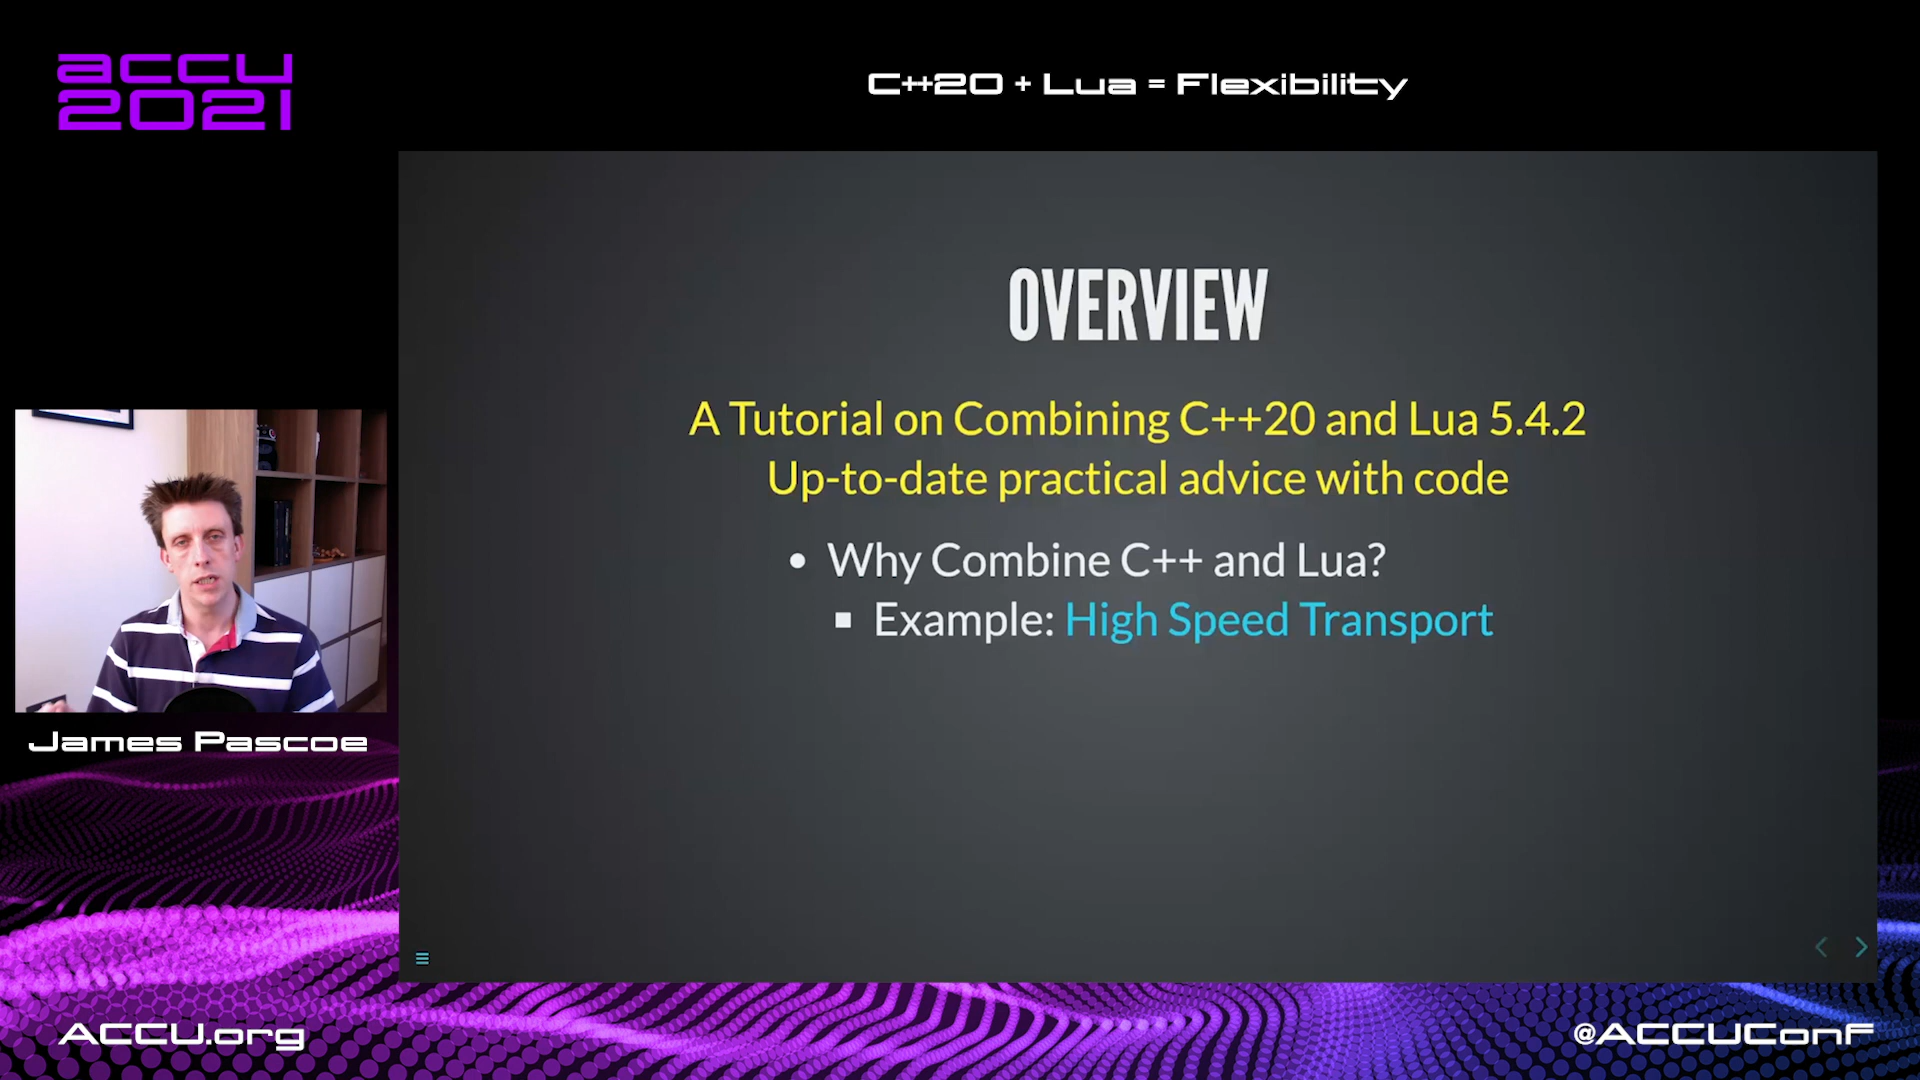 accu
2021
C++20 + Lua = Flexibility
OVERVIEW
A Tutorial on Combining C++20 and Lua 5.4.2
Up-to-date practical advice with code
• Why Combine C++ and Lua?
▪ Example: High Speed Transport
James Pascoe
ACCU.org
@ACCUConf